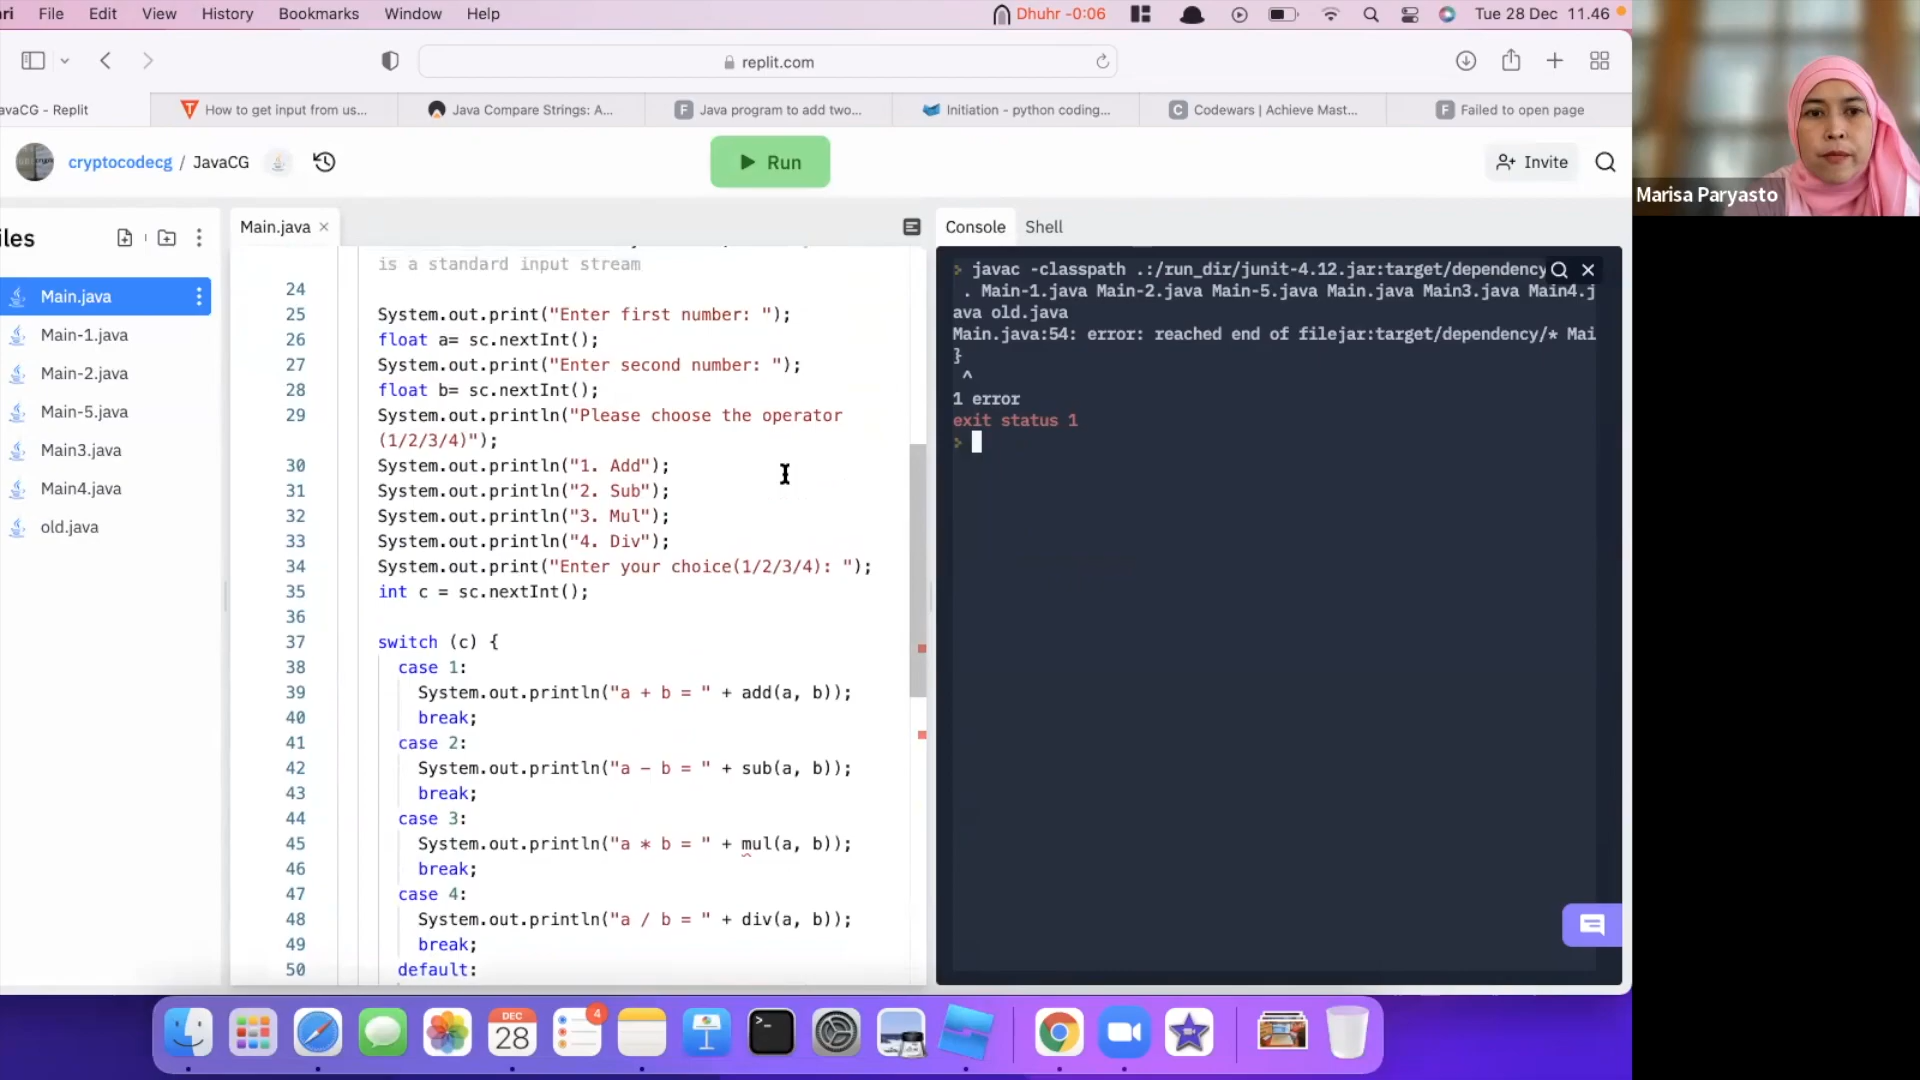 ri File Edit View History Bookmarks Window Help Dhuhr -0:06 Tue 28 Dec 11.46
replit.com
avaCG - Replit How to get input from us... Java Compare Strings: A... Java program to add two... Initiation - python coding... Codewars | Achieve Mast... Failed to open page
cryptocodecg / JavaCG Run Invite
Marisa Paryasto
iles
Main.java
Main-1.java
Main-2.java
Main-5.java
Main3.java
Main4.java
old.java
Main.java ×
is a standard input stream
24
25 System.out.print("Enter first number: ");
26 float a= sc.nextInt();
27 System.out.print("Enter second number: ");
28 float b= sc.nextInt();
29 System.out.println("Please choose the operator
(1/2/3/4)");
30 System.out.println("1. Add");
31 System.out.println("2. Sub");
32 System.out.println("3. Mul");
33 System.out.println("4. Div");
34 System.out.print("Enter your choice(1/2/3/4): ");
35 int c = sc.nextInt();
36
37 switch (c) {
38 case 1:
39 System.out.println("a + b = " + add(a, b));
40 break;
41 case 2:
42 System.out.println("a - b = " + sub(a, b));
43 break;
44 case 3:
45 System.out.println("a * b = " + mul(a, b));
46 break;
47 case 4:
48 System.out.println("a / b = " + div(a, b));
49 break;
50 default:
Console Shell
> javac -classpath .:/run_dir/junit-4.12.jar:target/dependency
. Main-1.java Main-2.java Main-5.java Main.java Main3.java Main4.j
ava old.java
Main.java:54: error: reached end of filejar:target/dependency/* Mai
}
^
1 error
exit status 1
>
DEC
28
4